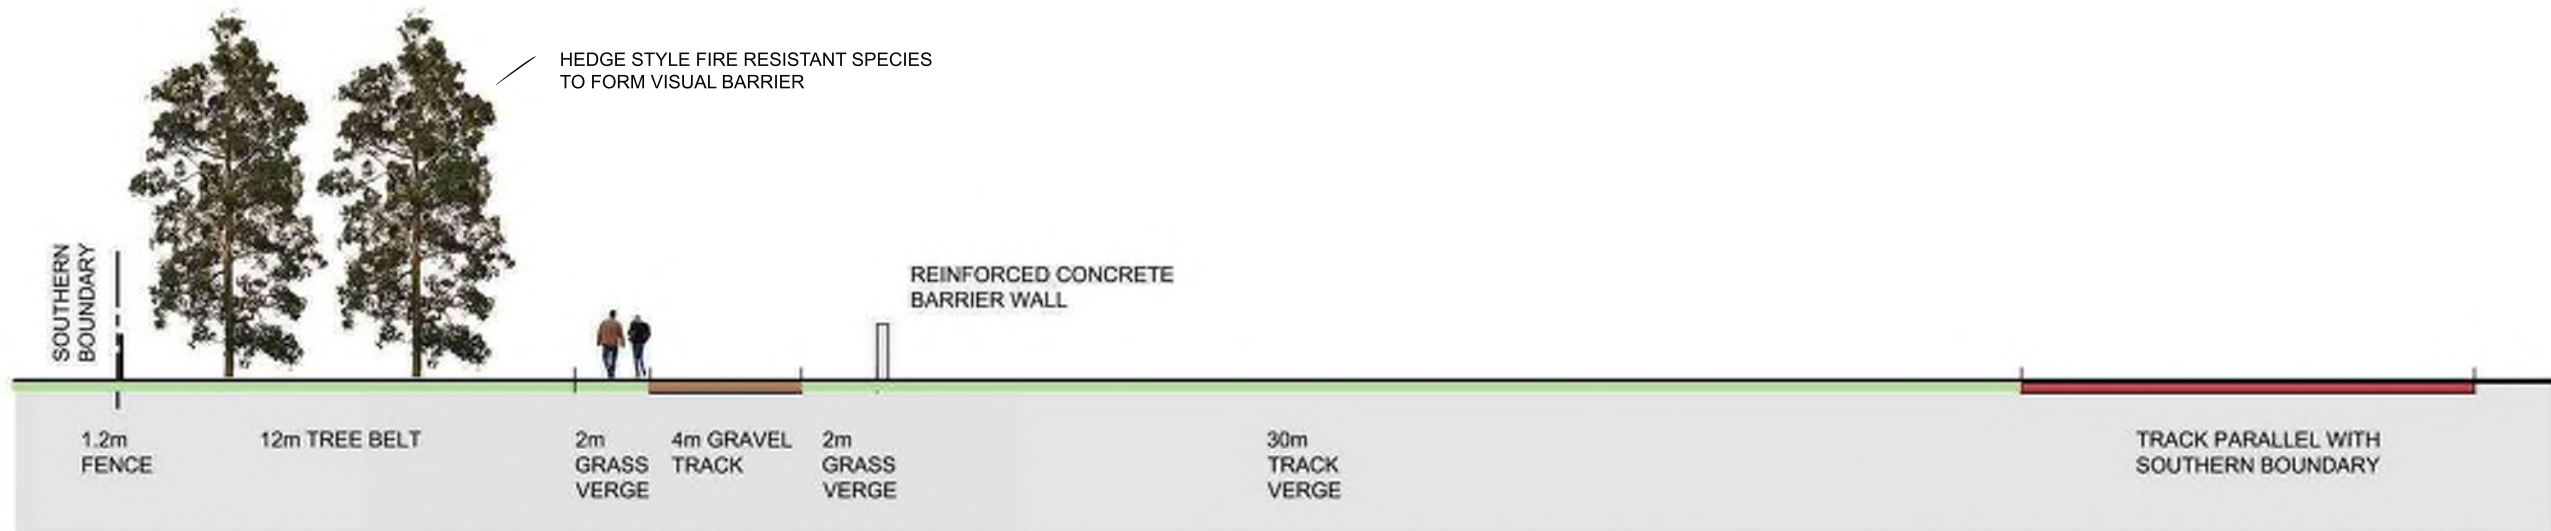 HEDGE STYLE FIRE RESISTANT SPECIES
TO FORM VISUAL BARRIER
SOUTHERN
BOUNDARY
REINFORCED CONCRETE
BARRIER WALL
1.2m
FENCE
12m TREE BELT
2m
GRASS
VERGE
4m GRAVEL
TRACK
2m
GRASS
VERGE
30m
TRACK
VERGE
TRACK PARALLEL WITH
SOUTHERN BOUNDARY